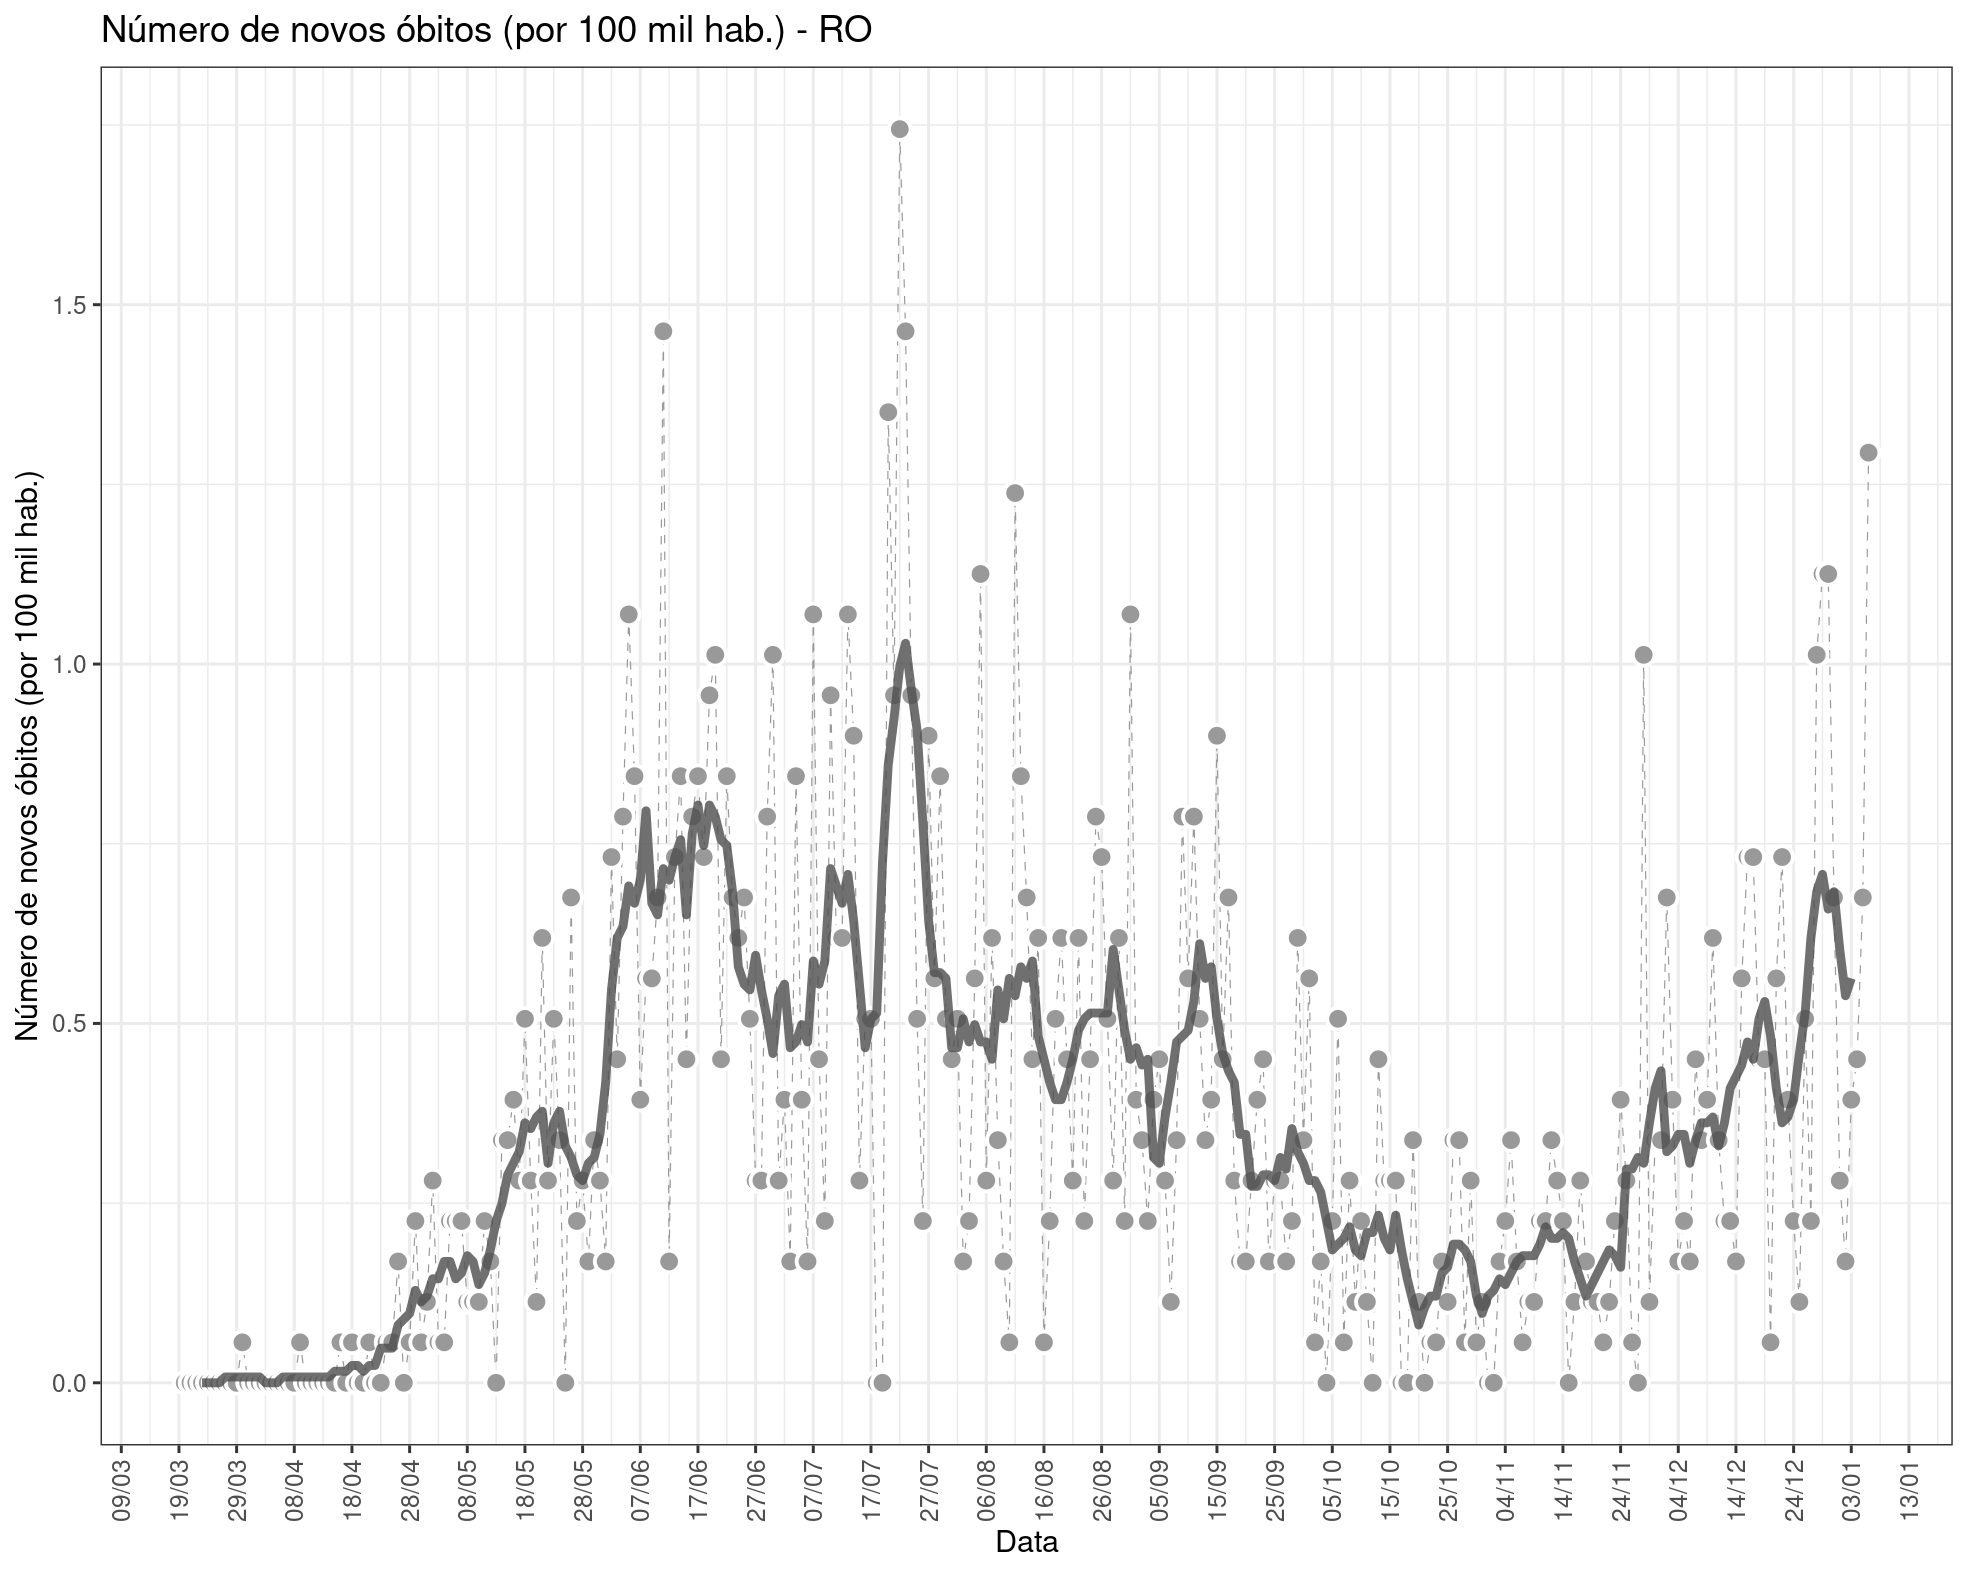 Número de novos óbitos (por 100 mil hab.) - RO
Número de novos óbitos (por 100 mil hab.)
1.5
1.0
0.5
0.0
09/03 19/03 29/03 08/04 18/04 28/04 08/05 18/05 28/05 07/06 17/06 27/06 07/07 17/07 27/07 06/08 16/08 26/08 05/09 15/09 25/09 05/10 15/10 25/10 04/11 14/11 24/11 04/12 14/12 24/12 03/01 13/01
Data